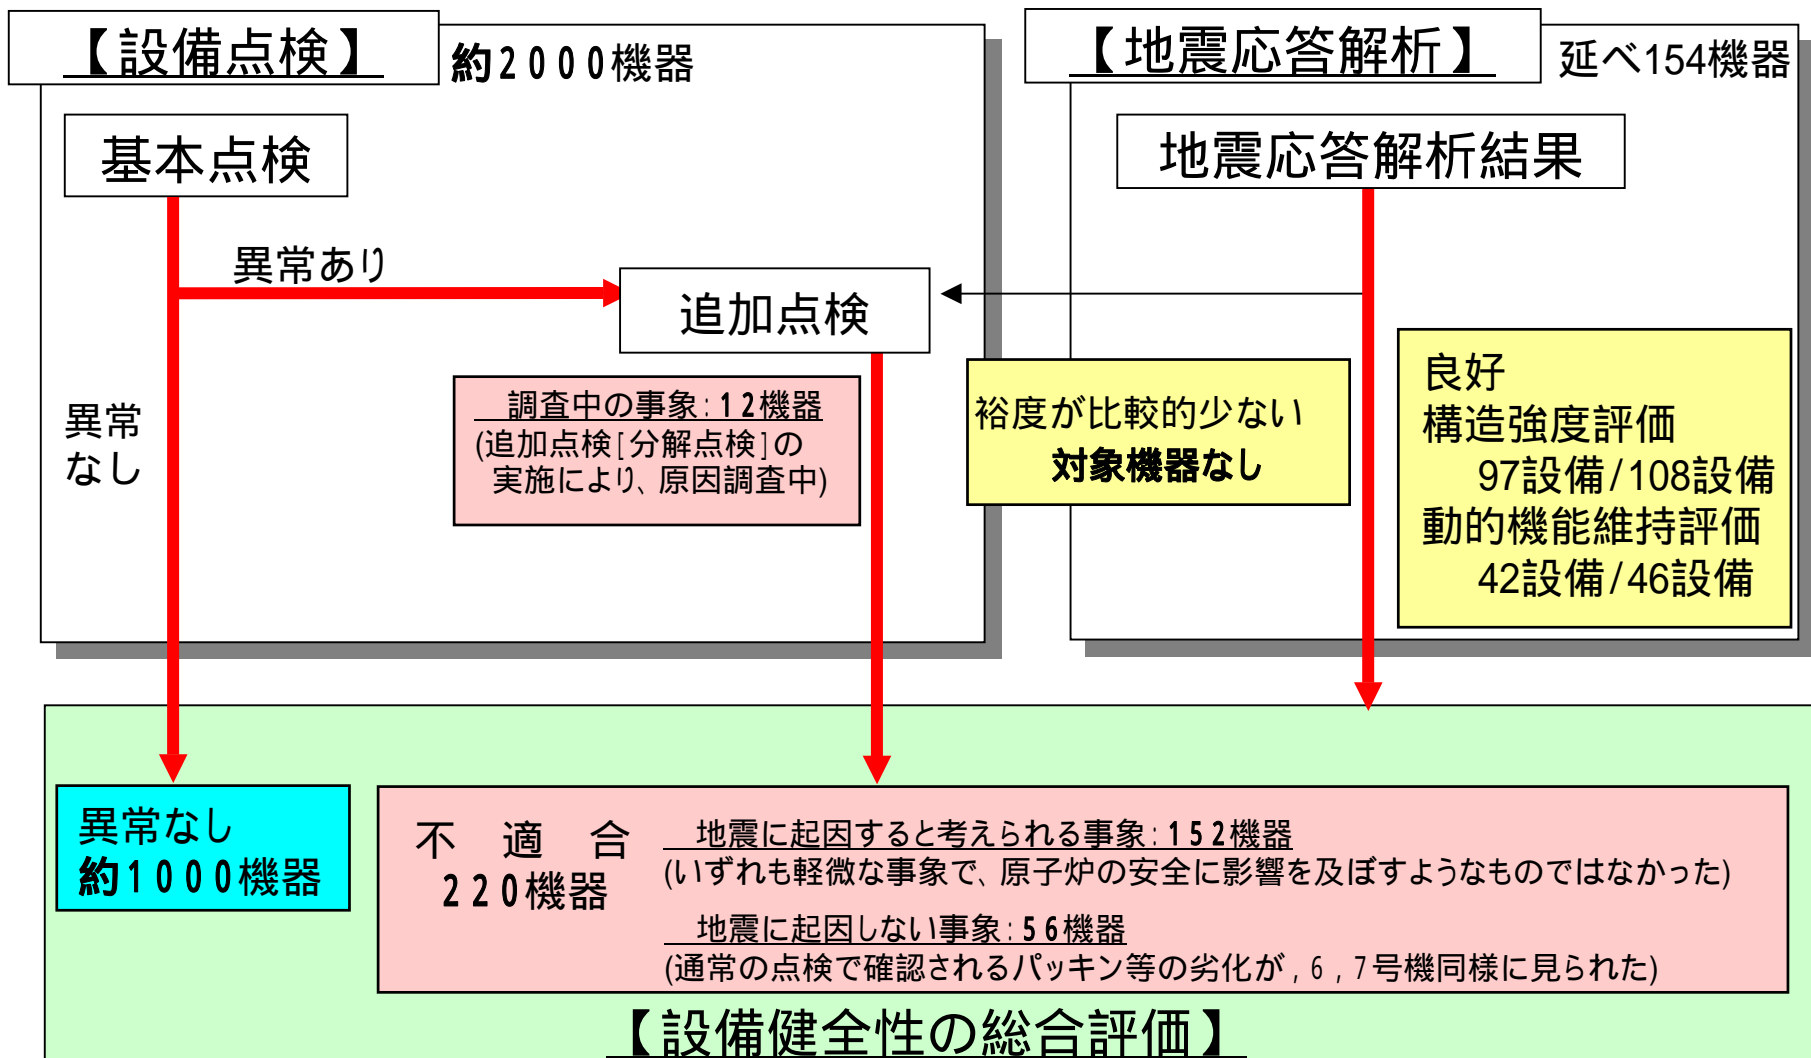 【設備点検】
約2000機器
基本点検
異常あり
追加点検
異常
なし
調査中の事象：12機器
(追加点検[分解点検]の
実施により、原因調査中)
【地震応答解析】
延べ154機器
地震応答解析結果
裕度が比較的少ない
対象機器なし
良好
構造強度評価
97設備/108設備
動的機能維持評価
42設備/46設備
異常なし
約1000機器
不　適　合
220機器
地震に起因すると考えられる事象：152機器
(いずれも軽微な事象で、原子炉の安全に影響を及ぼすようなものではなかった)
地震に起因しない事象：56機器
(通常の点検で確認されるパッキン等の劣化が，6，7号機同様に見られた)
【設備健全性の総合評価】